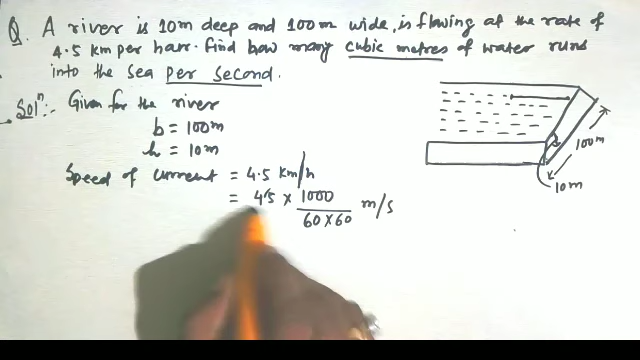 Q. A river is 10m deep and 100m wide, is flowing at the rate of
4.5 km per hour. find how many cubic metres of water runs
into the sea per second.
Solⁿ:- Given for the river
b = 100m
h = 10m
Speed of current = 4.5 km/h
= 4.5 × 1000/60×60 m/s
100m
10m